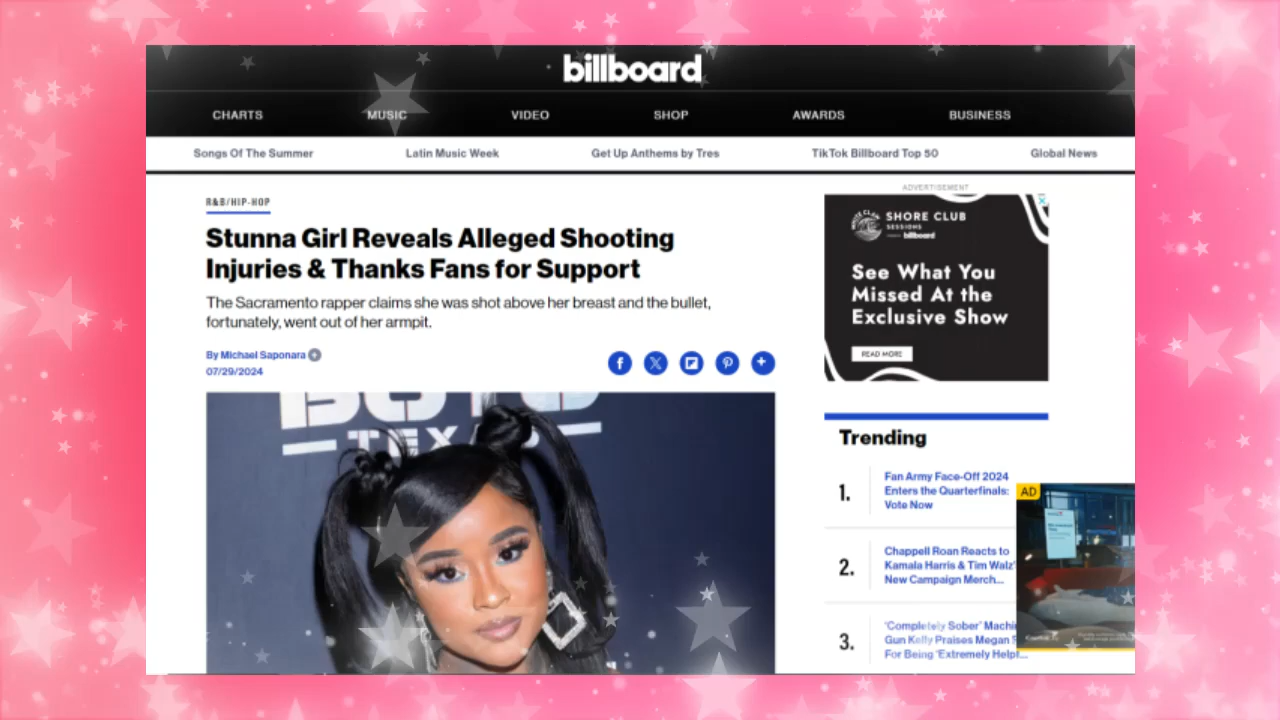 billboard
CHARTS MUSIC VIDEO SHOP AWARDS BUSINESS
Songs Of The Summer Latin Music Week Get Up Anthems by Tres TikTok Billboard Top 50 Global News
R&B/HIP-HOP
Stunna Girl Reveals Alleged Shooting
Injuries & Thanks Fans for Support
The Sacramento rapper claims she was shot above her breast and the bullet,
fortunately, went out of her armpit.
By Michael Saponara
07/29/2024
TEX
ADVERTISEMENT
WHITE CLAW
SHORE CLUB
SESSIONS
billboard
See What You
Missed At the
Exclusive Show
READ MORE
Trending
1.
Fan Army Face-Off 2024
Enters the Quarterfinals:
Vote Now
2.
Chappell Roan Reacts to
Kamala Harris & Tim Walz'
New Campaign Merch...
3.
'Completely Sober' Machi
Gun Kelly Praises Megan
For Being 'Extremely Helpf...
AD